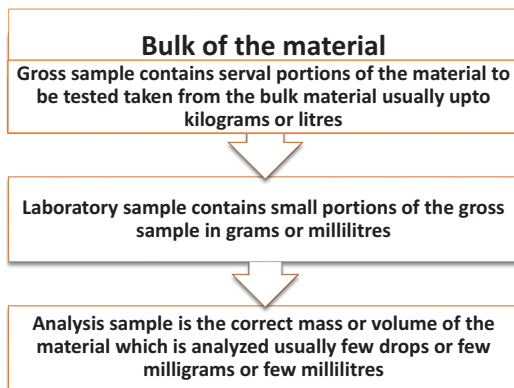 Bulk of the material
Gross sample contains serval portions of the material to
be tested taken from the bulk material usually upto
kilograms or litres
Laboratory sample contains small portions of the gross
sample in grams or millilitres
Analysis sample is the correct mass or volume of the
material which is analyzed usually few drops or few
milligrams or few millilitres